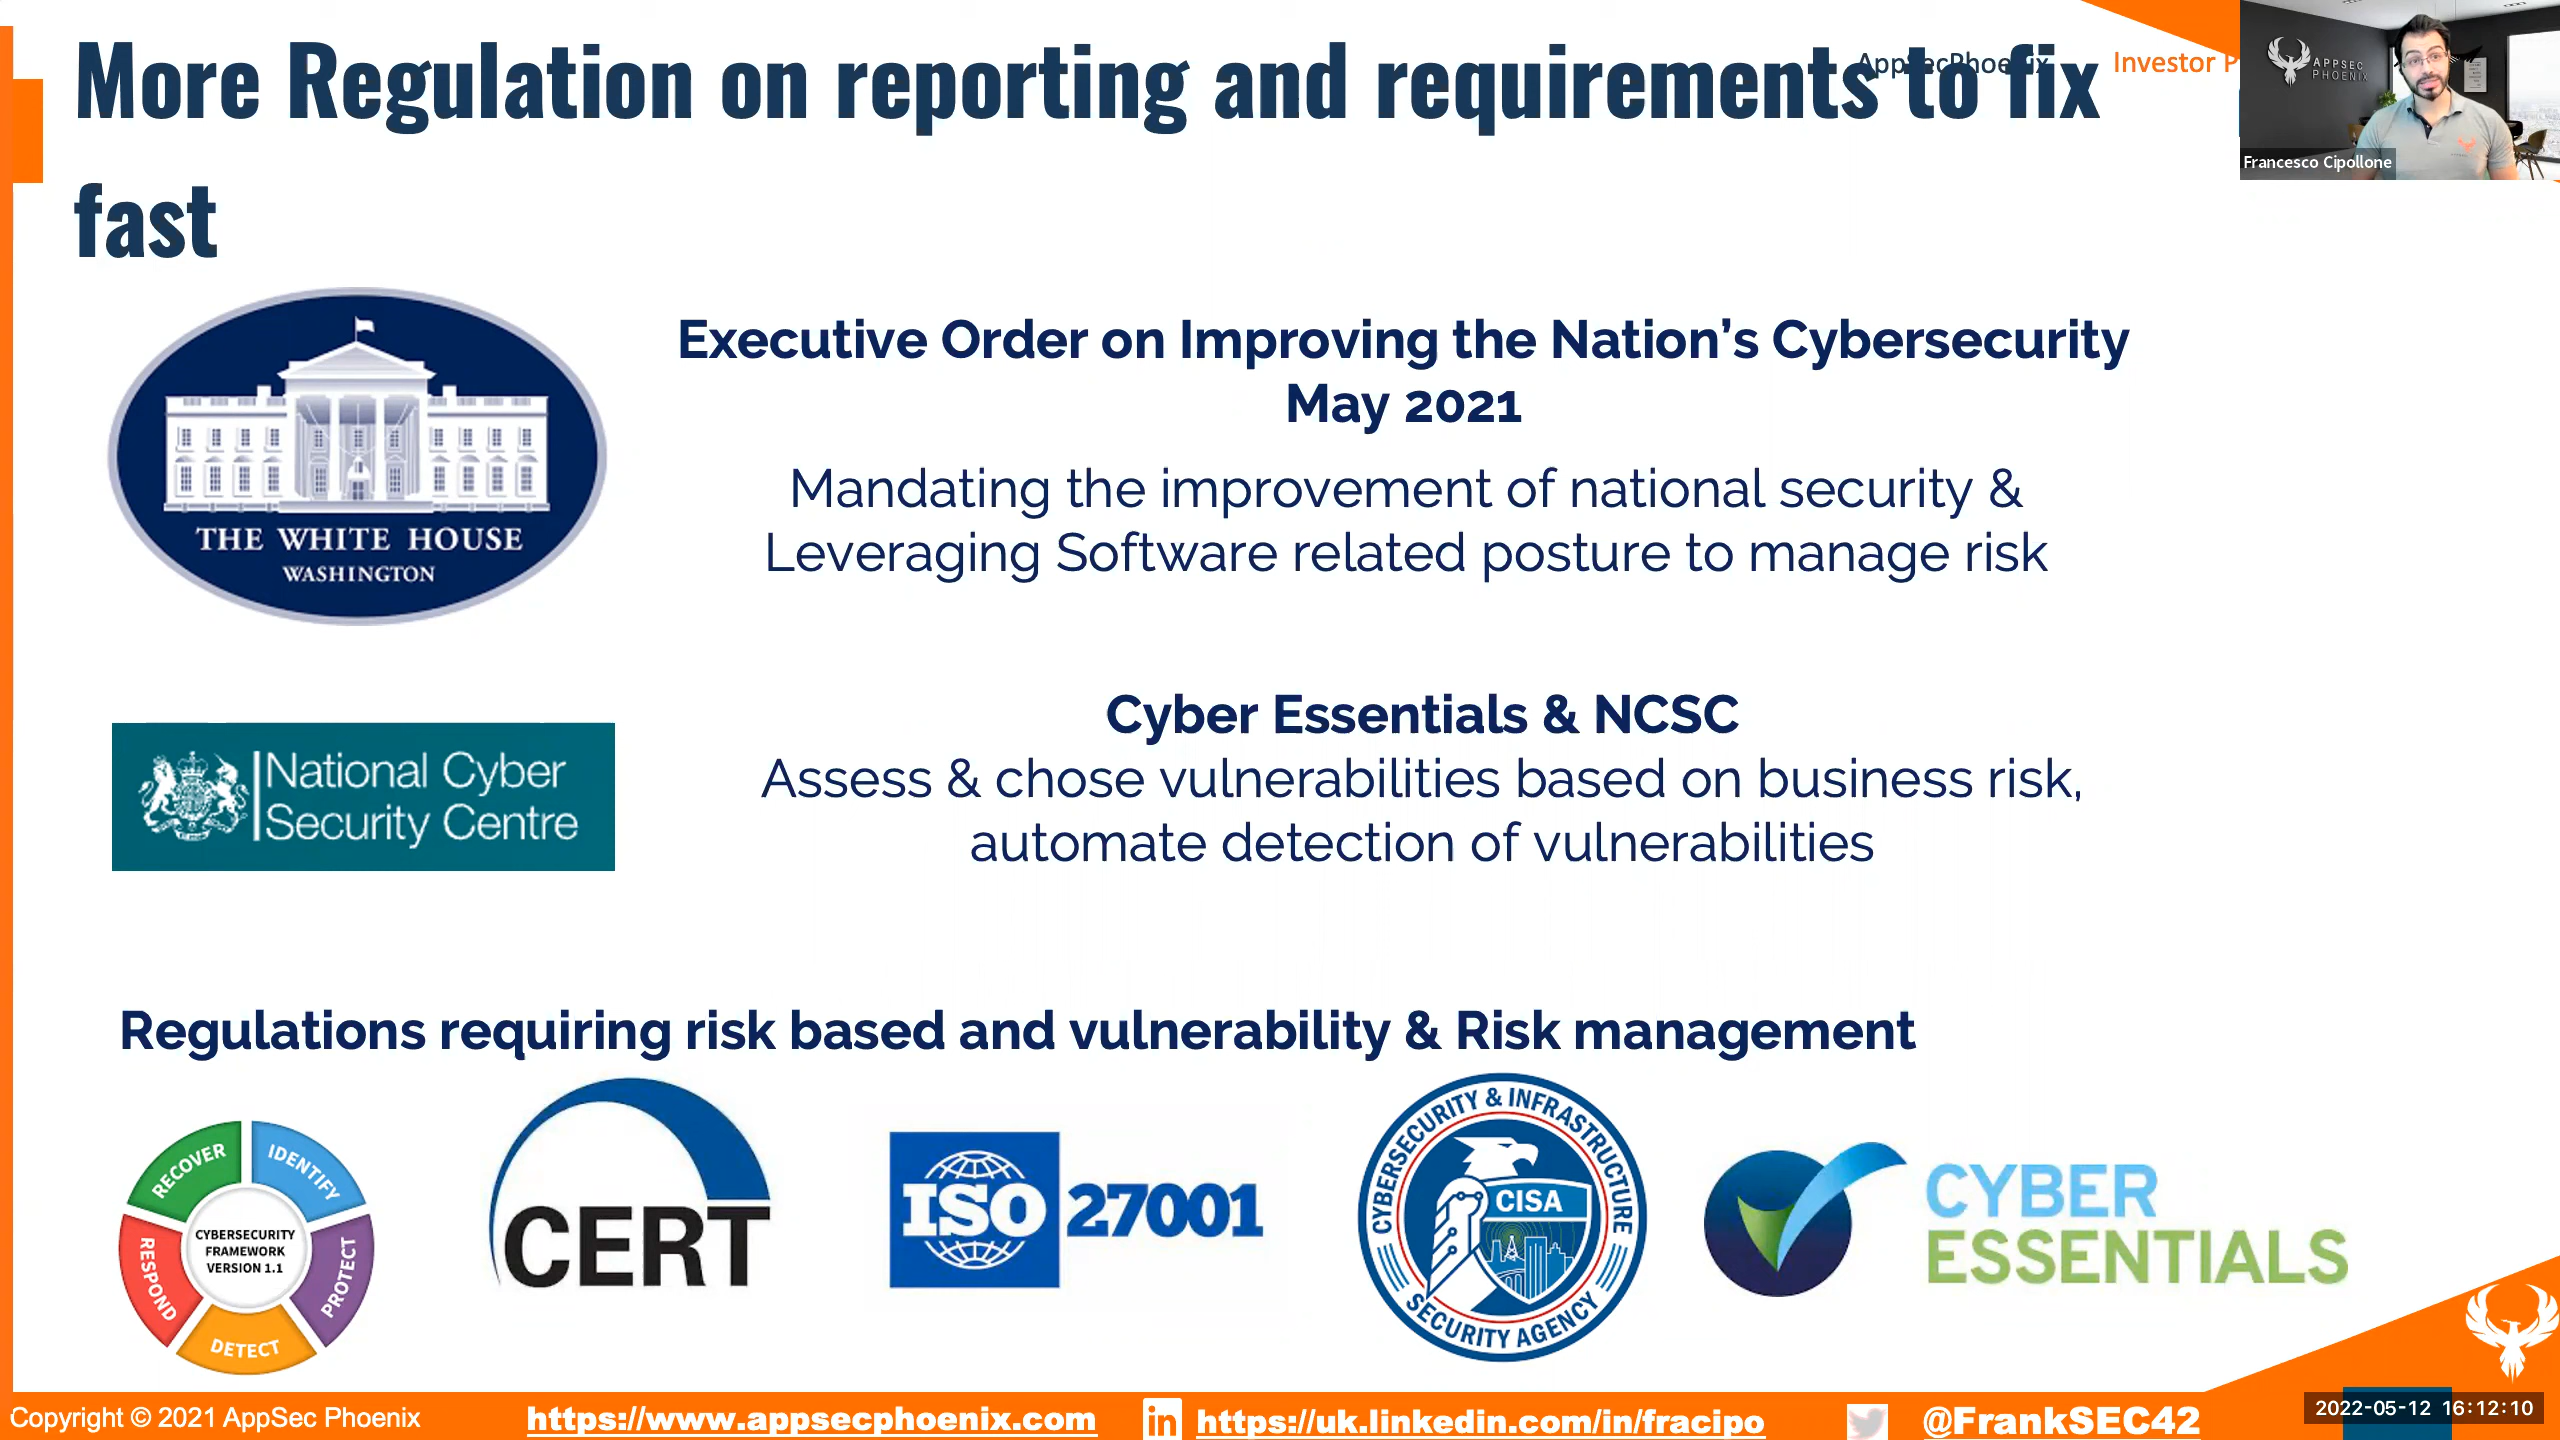 More Regulation on reporting and requirements to fix
fast
AppsecPhoenix
Investor P
APPSEC
PHOENIX
Francesco Cipollone
THE WHITE HOUSE
WASHINGTON
Executive Order on Improving the Nation's Cybersecurity
May 2021
Mandating the improvement of national security &
Leveraging Software related posture to manage risk
National Cyber
Security Centre
Cyber Essentials & NCSC
Assess & chose vulnerabilities based on business risk,
automate detection of vulnerabilities
Regulations requiring risk based and vulnerability & Risk management
RECOVER
IDENTIFY
PROTECT
DETECT
RESPOND
CYBERSECURITY
FRAMEWORK
VERSION 1.1
CERT
ISO 27001
CYBERSECURITY & INFRASTRUCTURE
SECURITY AGENCY
CISA
CYBER
ESSENTIALS
Copyright © 2021 AppSec Phoenix
https://www.appsecphoenix.com
in https://uk.linkedin.com/in/fracipo
@FrankSEC42
2022-05-12 16:12:10